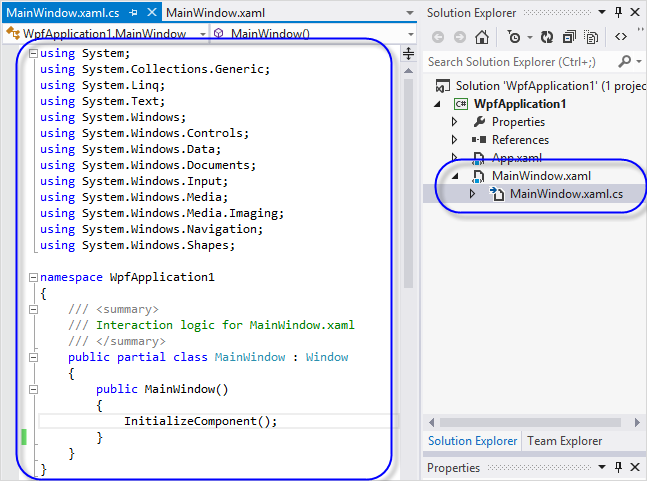 MainWindow.xaml.cs
MainWindow.xaml
WpfApplication1.MainWindow
MainWindow()
using System;
using System.Collections.Generic;
using System.Linq;
using System.Text;
using System.Windows;
using System.Windows.Controls;
using System.Windows.Data;
using System.Windows.Documents;
using System.Windows.Input;
using System.Windows.Media;
using System.Windows.Media.Imaging;
using System.Windows.Navigation;
using System.Windows.Shapes;
namespace WpfApplication1
{
/// <summary>
/// Interaction logic for MainWindow.xaml
/// </summary>
public partial class MainWindow : Window
{
public MainWindow()
{
InitializeComponent();
}
}
}
Solution Explorer
Search Solution Explorer (Ctrl+;)
Solution 'WpfApplication1' (1 projec
C# WpfApplication1
Properties
References
App.xaml
MainWindow.xaml
MainWindow.xaml.cs
Solution Explorer
Team Explorer
Properties